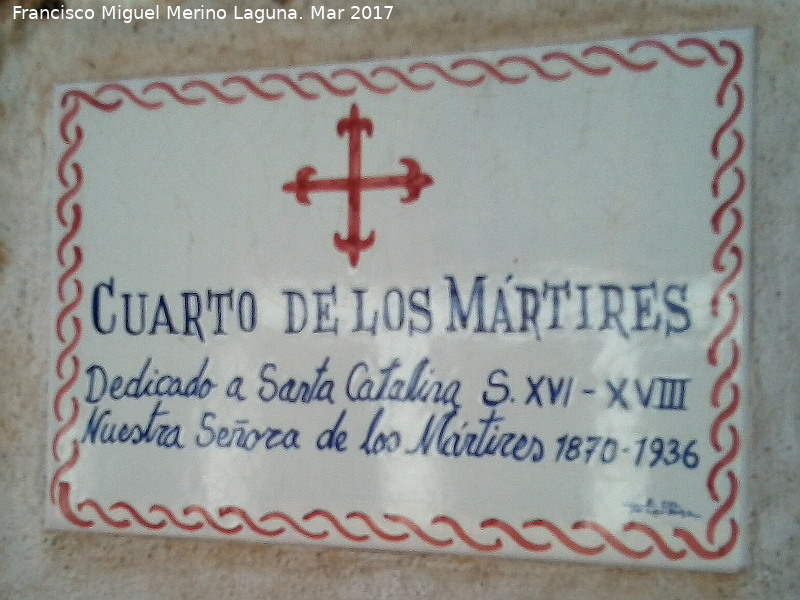 Francisco Miguel Merino Laguna. Mar 2017
CUARTO DE LOS MÁRTIRES
Dedicado a Santa Catalina S. XVI - XVIII
Nuestra Señora de los Mártires 1870-1936